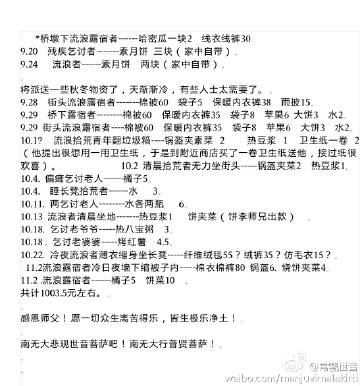 *桥墩下流浪露宿者------哈密瓜一块2 线衣线裤30.
9.20 残疾乞讨者-------素月饼 三块（家中自带）.
9.24 流浪者------素月饼 两块（家中自带）.
将派送一些秋冬物资了，天渐渐冷，有些人士太需要了。.
9.28 街头流浪露宿者----棉被60 袋子5 保暖内衣裤38 雨披15.
9.29 桥下露宿者-------棉被60 保暖内衣裤35 袋子8 苹果6 大饼3 水2.
9.29 街头流浪露宿者---棉被60 保暖内衣裤35 袋子8 苹果6 大饼3 水2.
10.1? 流浪拾荒青年翻垃圾箱----锅盔夹素菜2 热豆浆1 卫生纸一卷 2
（他提出很想用一用卫生纸，于是到附近商店买了一卷卫生纸送他，接过纸很
欢喜）。 10.2 清晨拾荒者无力坐街头-----锅盔夹菜2 热豆浆1.
10.4. 偏瘫乞讨老人------橘子5.
10.4. 睡长凳拾荒者------水 3.
10.11. 两乞讨老人--------水各两瓶 6.
10.13 流浪者清晨坐地-------热豆浆1 饼夹菜（饼李师兄出款）.
10.18. 乞讨老爷爷-----热八宝粥 3.
10.18. 乞讨老婆婆-----烤红薯 4.5.
10.22. 冷夜流浪者薄衣缩身坐长凳-----纤维绒毯55？绒裤35？仿毛衣15？.
11.2流浪露宿者冷日夜墙下缩被子内-----棉衣棉裤80 锅盔6. 烧饼夹菜4.
11.2 .流浪露宿者-----橘子5 饼菜10 .
共计1003.5元左右。.
感恩师父！愿一切众生离苦得乐，皆生极乐净土！.
南无大悲观世音菩萨吧！南无大行普贤菩萨！.
@常誓世音
weibo.com/manjuvimalakirti